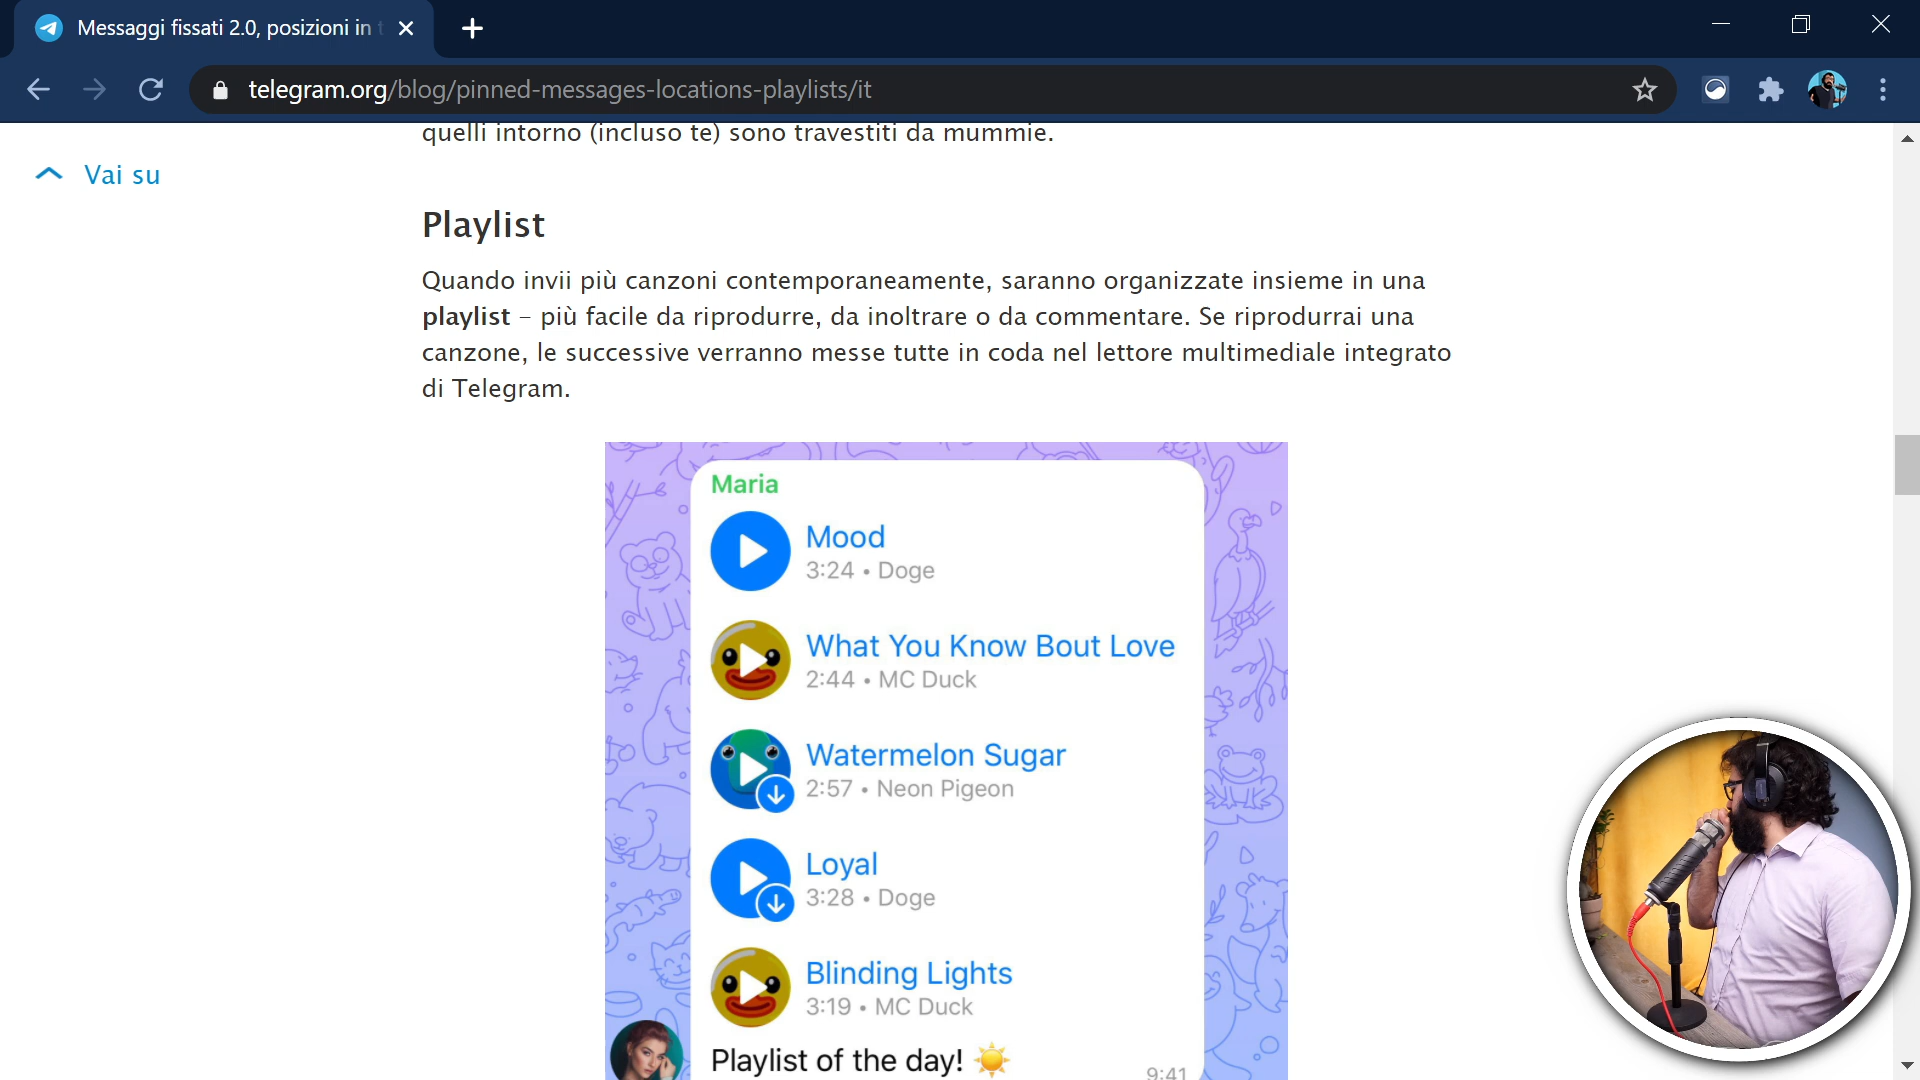 Messaggi fissati 2.0, posizioni in t
telegram.org/blog/pinned-messages-locations-playlists/it
quelli intorno (incluso te) sono travestiti da mummie.
Vai su
Playlist
Quando invii più canzoni contemporaneamente, saranno organizzate insieme in una
playlist – più facile da riprodurre, da inoltrare o da commentare. Se riprodurrai una
canzone, le successive verranno messe tutte in coda nel lettore multimediale integrato
di Telegram.
Maria
Mood
3:24 • Doge
What You Know Bout Love
2:44 • MC Duck
Watermelon Sugar
2:57 • Neon Pigeon
Loyal
3:28 • Doge
Blinding Lights
3:19 • MC Duck
Playlist of the day! ☀️
9:41